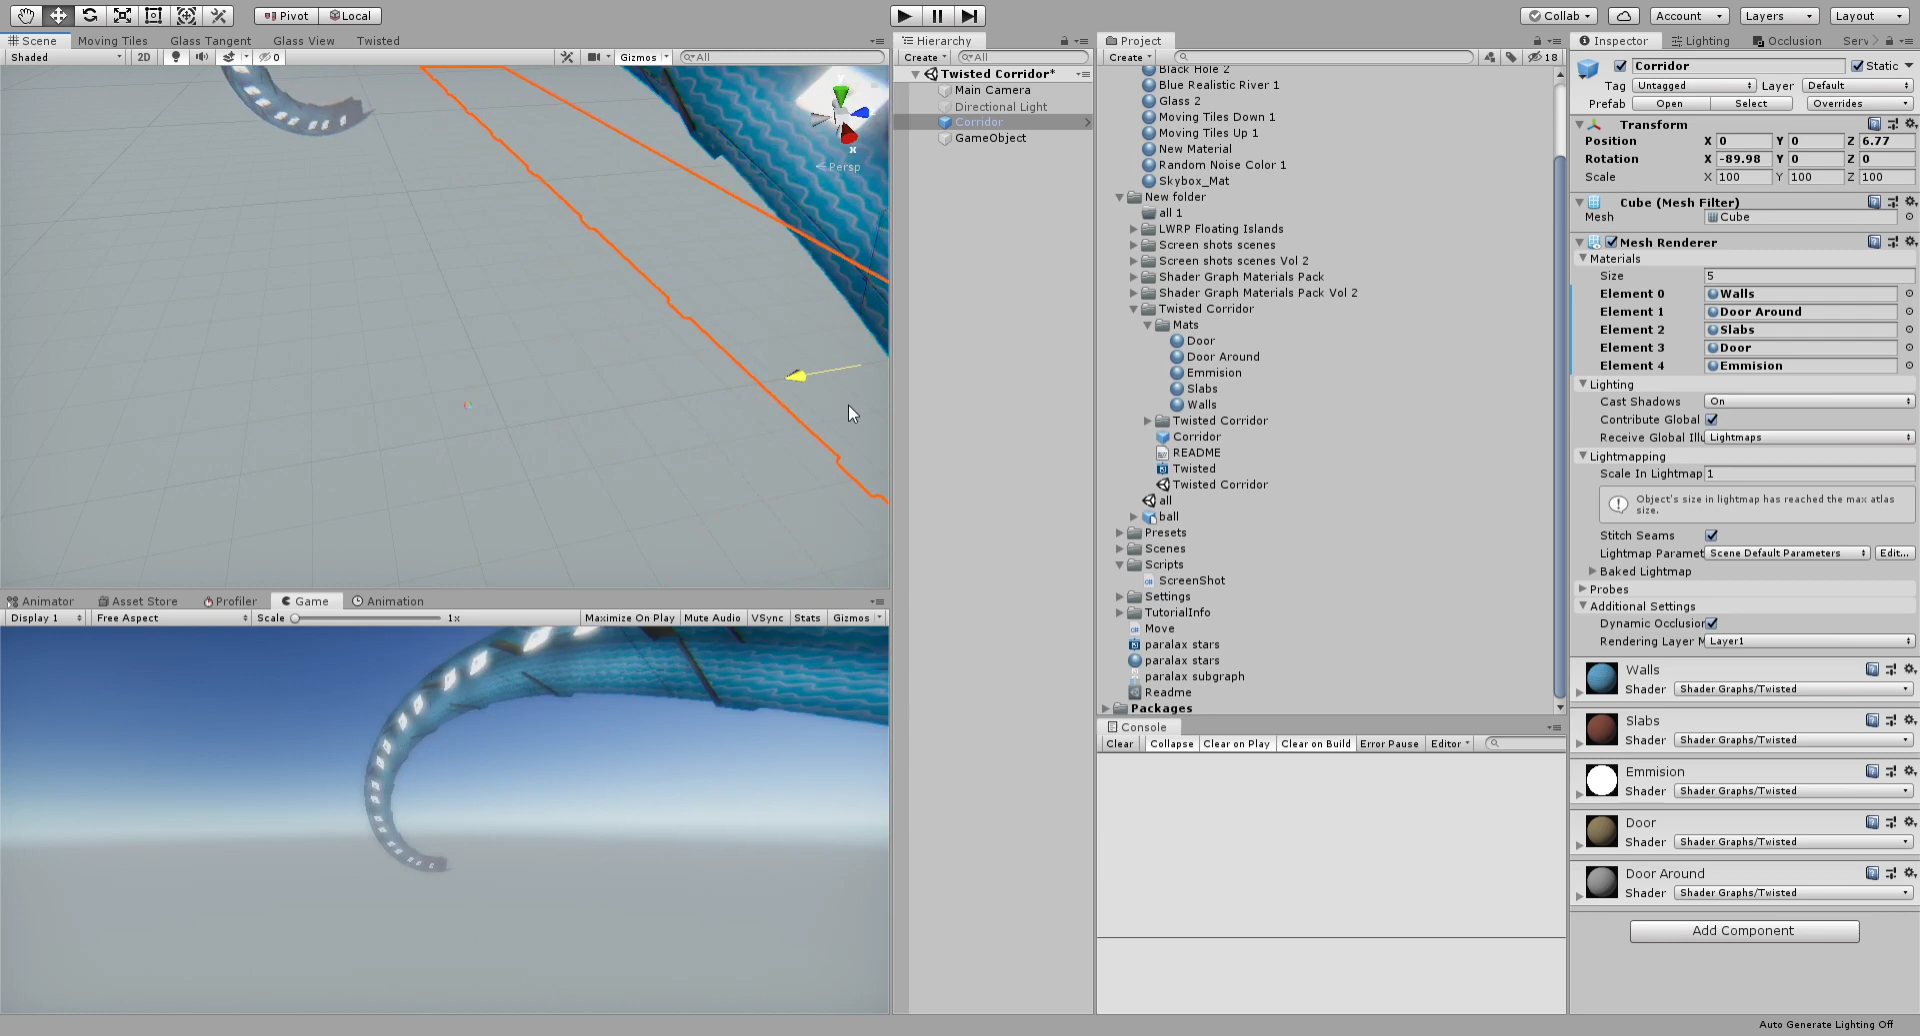 Pivot Local
Collab Account Layers Layout
Scene Moving Tiles Glass Tangent Glass View Twisted
Shaded 2D 0 Gizmos All
y
x
Persp
Animator Asset Store Profiler Game Animation
Display 1 Free Aspect Scale 1x Maximize On Play Mute Audio VSync Stats Gizmos
Hierarchy
Create All
Twisted Corridor*
Main Camera
Directional Light
Corridor
GameObject
Project
Create 18
Black Hole 2
Blue Realistic River 1
Glass 2
Moving Tiles Down 1
Moving Tiles Up 1
New Material
Random Noise Color 1
Skybox_Mat
New folder
all 1
LWRP Floating Islands
Screen shots scenes
Screen shots scenes Vol 2
Shader Graph Materials Pack
Shader Graph Materials Pack Vol 2
Twisted Corridor
Mats
Door
Door Around
Emmision
Slabs
Walls
Twisted Corridor
Corridor
README
Twisted
Twisted Corridor
all
ball
Presets
Scenes
Scripts
ScreenShot
Settings
TutorialInfo
Move
paralax stars
paralax stars
paralax subgraph
Readme
Packages
Console
Clear Collapse Clear on Play Clear on Build Error Pause Editor
Inspector Lighting Occlusion Serv
Corridor Static
Tag Untagged Layer Default
Prefab Open Select Overrides
Transform
Position X 0 Y 0 Z 6.77
Rotation X -89.98 Y 0 Z 0
Scale X 100 Y 100 Z 100
Cube (Mesh Filter)
Mesh Cube
Mesh Renderer
Materials
Size 5
Element 0 Walls
Element 1 Door Around
Element 2 Slabs
Element 3 Door
Element 4 Emmision
Lighting
Cast Shadows On
Contribute Global
Receive Global Illu Lightmaps
Lightmapping
Scale In Lightmap 1
Object's size in lightmap has reached the max atlas
size.
Stitch Seams
Lightmap Paramet Scene Default Parameters Edit...
Baked Lightmap
Probes
Additional Settings
Dynamic Occlusion
Rendering Layer M Layer1
Walls
Shader Shader Graphs/Twisted
Slabs
Shader Shader Graphs/Twisted
Emmision
Shader Shader Graphs/Twisted
Door
Shader Shader Graphs/Twisted
Door Around
Shader Shader Graphs/Twisted
Add Component
Auto Generate Lighting Off